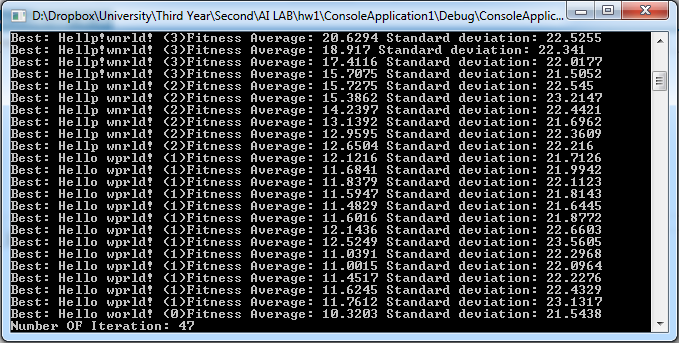 D:\Dropbox\University\Third Year\Second\AI LAB\hw1\ConsoleApplication1\Debug\ConsoleApplic...
Best: Hellp!wnrld! (3)Fitness Average: 20.6294 Standard deviation: 22.5255
Best: Hellp!wnrld! (3)Fitness Average: 18.917 Standard deviation: 22.341
Best: Hellp!wnrld! (3)Fitness Average: 17.4116 Standard deviation: 22.0177
Best: Hellp wnrld! (2)Fitness Average: 15.7075 Standard deviation: 21.5052
Best: Hellp wnrld! (2)Fitness Average: 15.7275 Standard deviation: 22.545
Best: Hellp wnrld! (2)Fitness Average: 15.3862 Standard deviation: 23.2147
Best: Hellp wnrld! (2)Fitness Average: 14.2397 Standard deviation: 22.4421
Best: Hellp wnrld! (2)Fitness Average: 13.1392 Standard deviation: 21.6962
Best: Hellp wnrld! (2)Fitness Average: 12.9595 Standard deviation: 22.3609
Best: Hellp wnrld! (2)Fitness Average: 12.6504 Standard deviation: 22.216
Best: Hello wprld! (1)Fitness Average: 12.1216 Standard deviation: 21.7126
Best: Hello wprld! (1)Fitness Average: 11.6841 Standard deviation: 21.9942
Best: Hello wprld! (1)Fitness Average: 11.8379 Standard deviation: 22.1123
Best: Hello wprld! (1)Fitness Average: 11.5947 Standard deviation: 21.8143
Best: Hello wprld! (1)Fitness Average: 11.4829 Standard deviation: 21.6445
Best: Hello wprld! (1)Fitness Average: 11.6016 Standard deviation: 21.8772
Best: Hello wprld! (1)Fitness Average: 12.1436 Standard deviation: 22.6603
Best: Hello wprld! (1)Fitness Average: 12.5249 Standard deviation: 23.5605
Best: Hello wprld! (1)Fitness Average: 11.0391 Standard deviation: 22.2968
Best: Hello wprld! (1)Fitness Average: 11.0015 Standard deviation: 22.0964
Best: Hello wprld! (1)Fitness Average: 11.4517 Standard deviation: 22.2276
Best: Hello wprld! (1)Fitness Average: 11.6245 Standard deviation: 22.4329
Best: Hello wprld! (1)Fitness Average: 11.7612 Standard deviation: 23.1317
Best: Hello world! (0)Fitness Average: 10.3203 Standard deviation: 21.5438
Number OF Iteration: 47